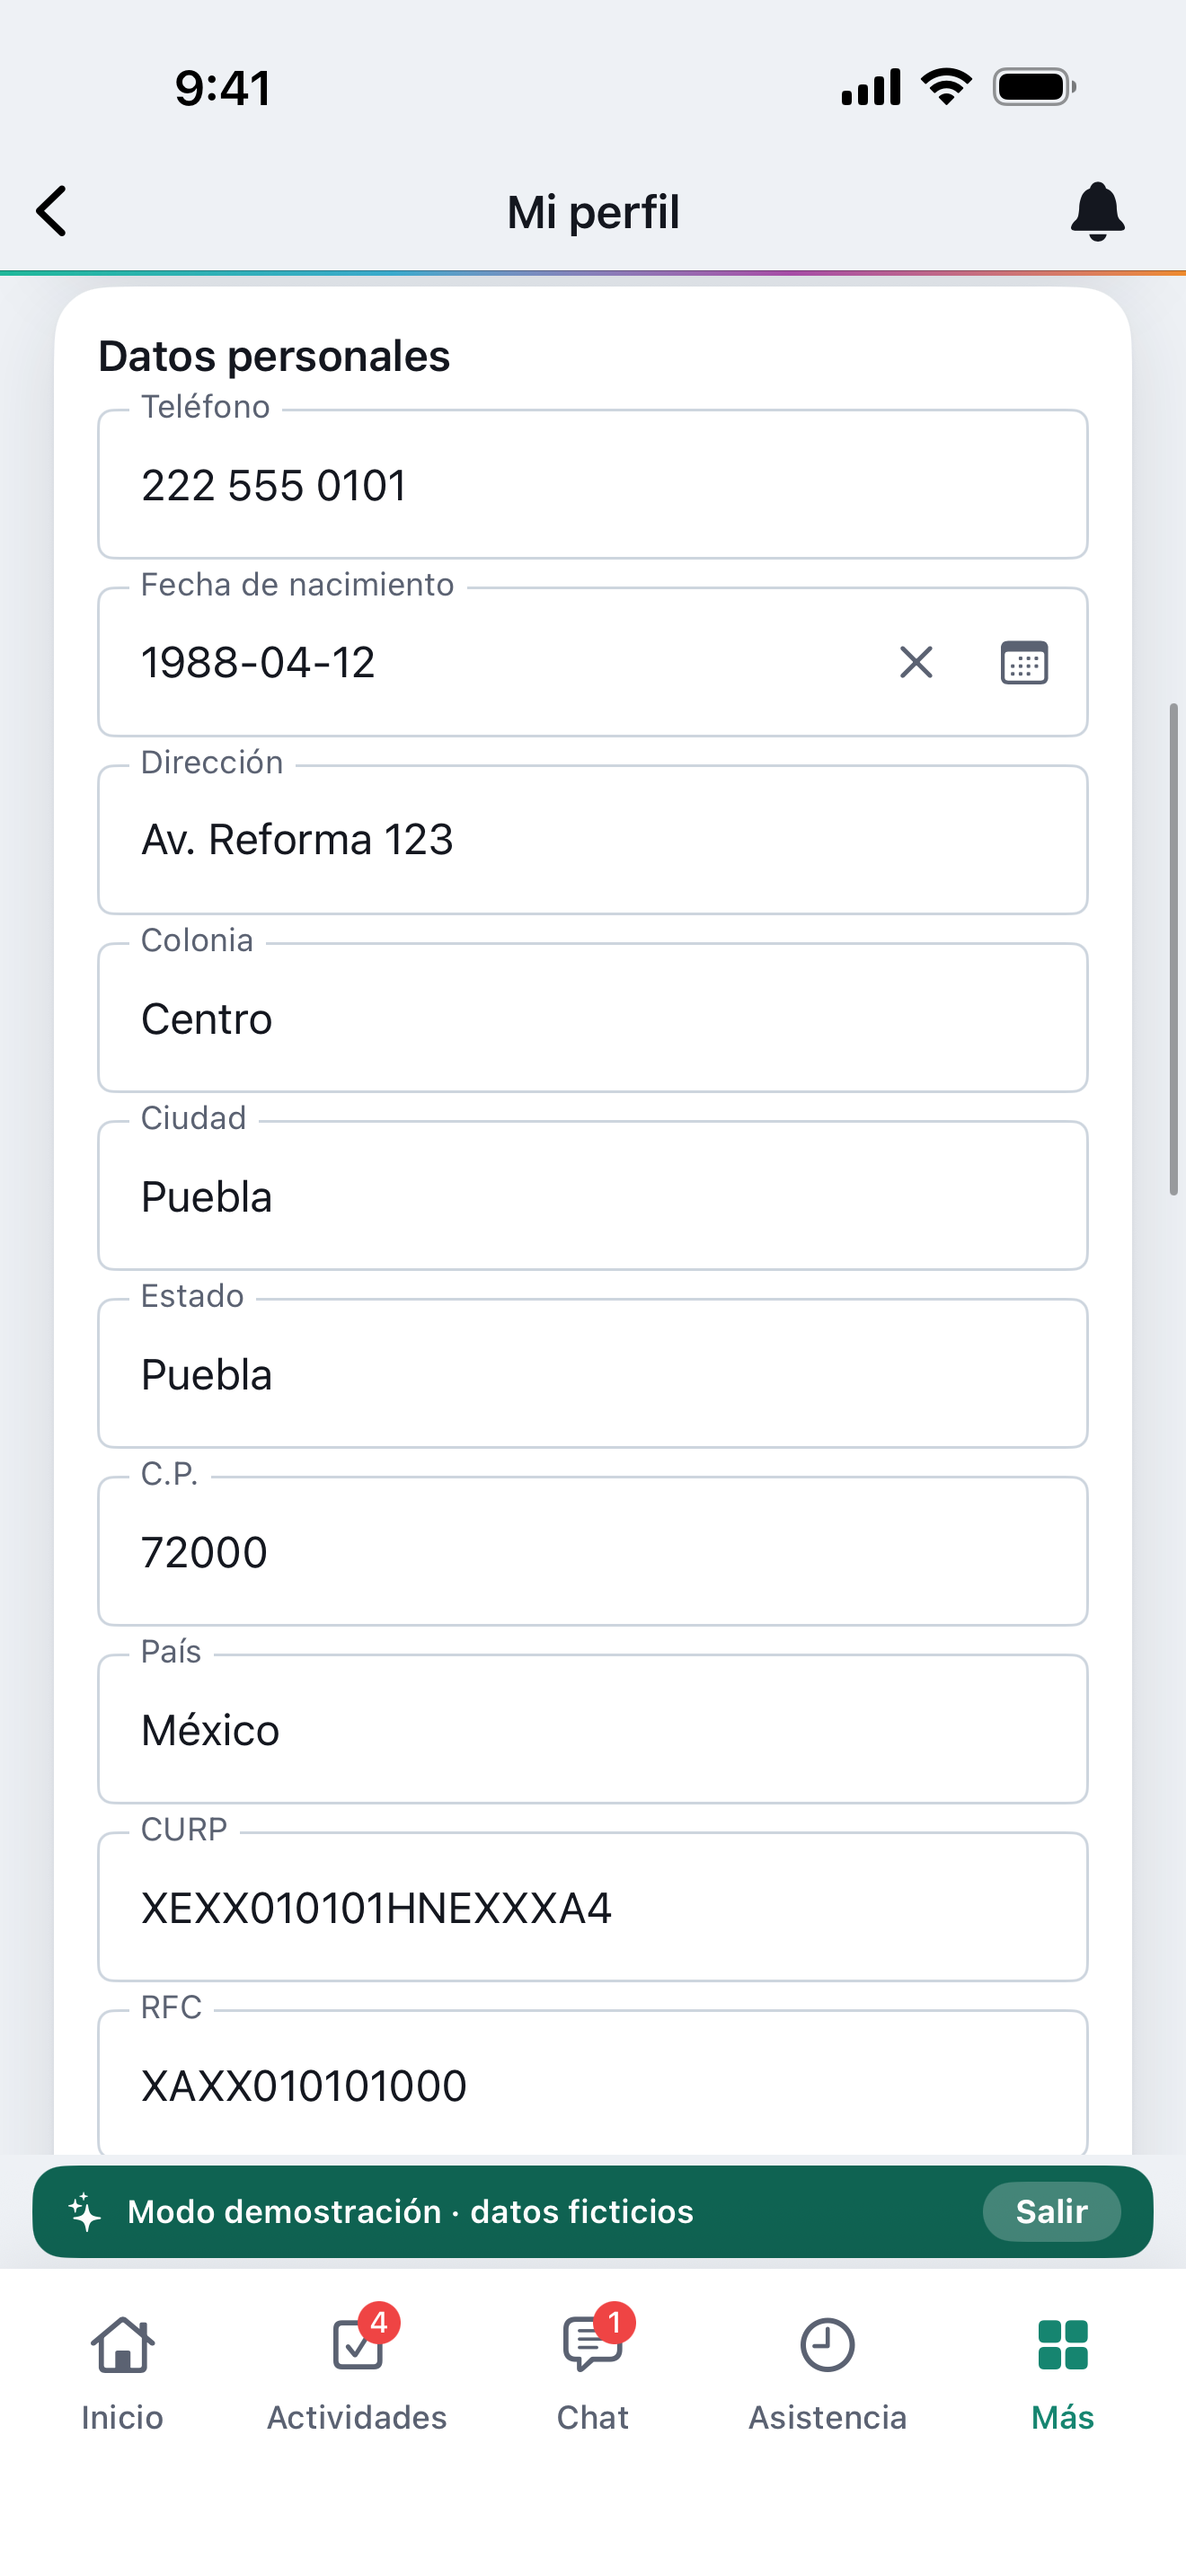 9:41
Mi perfil
Datos personales
Teléfono
222 555 0101
Fecha de nacimiento
1988-04-12
Dirección
Av. Reforma 123
Colonia
Centro
Ciudad
Puebla
Estado
Puebla
C.P.
72000
País
México
CURP
XEXX010101HNEXXXA4
RFC
XAXX010101000
Modo demostración · datos ficticios Salir
4 1
Inicio Actividades Chat Asistencia Más